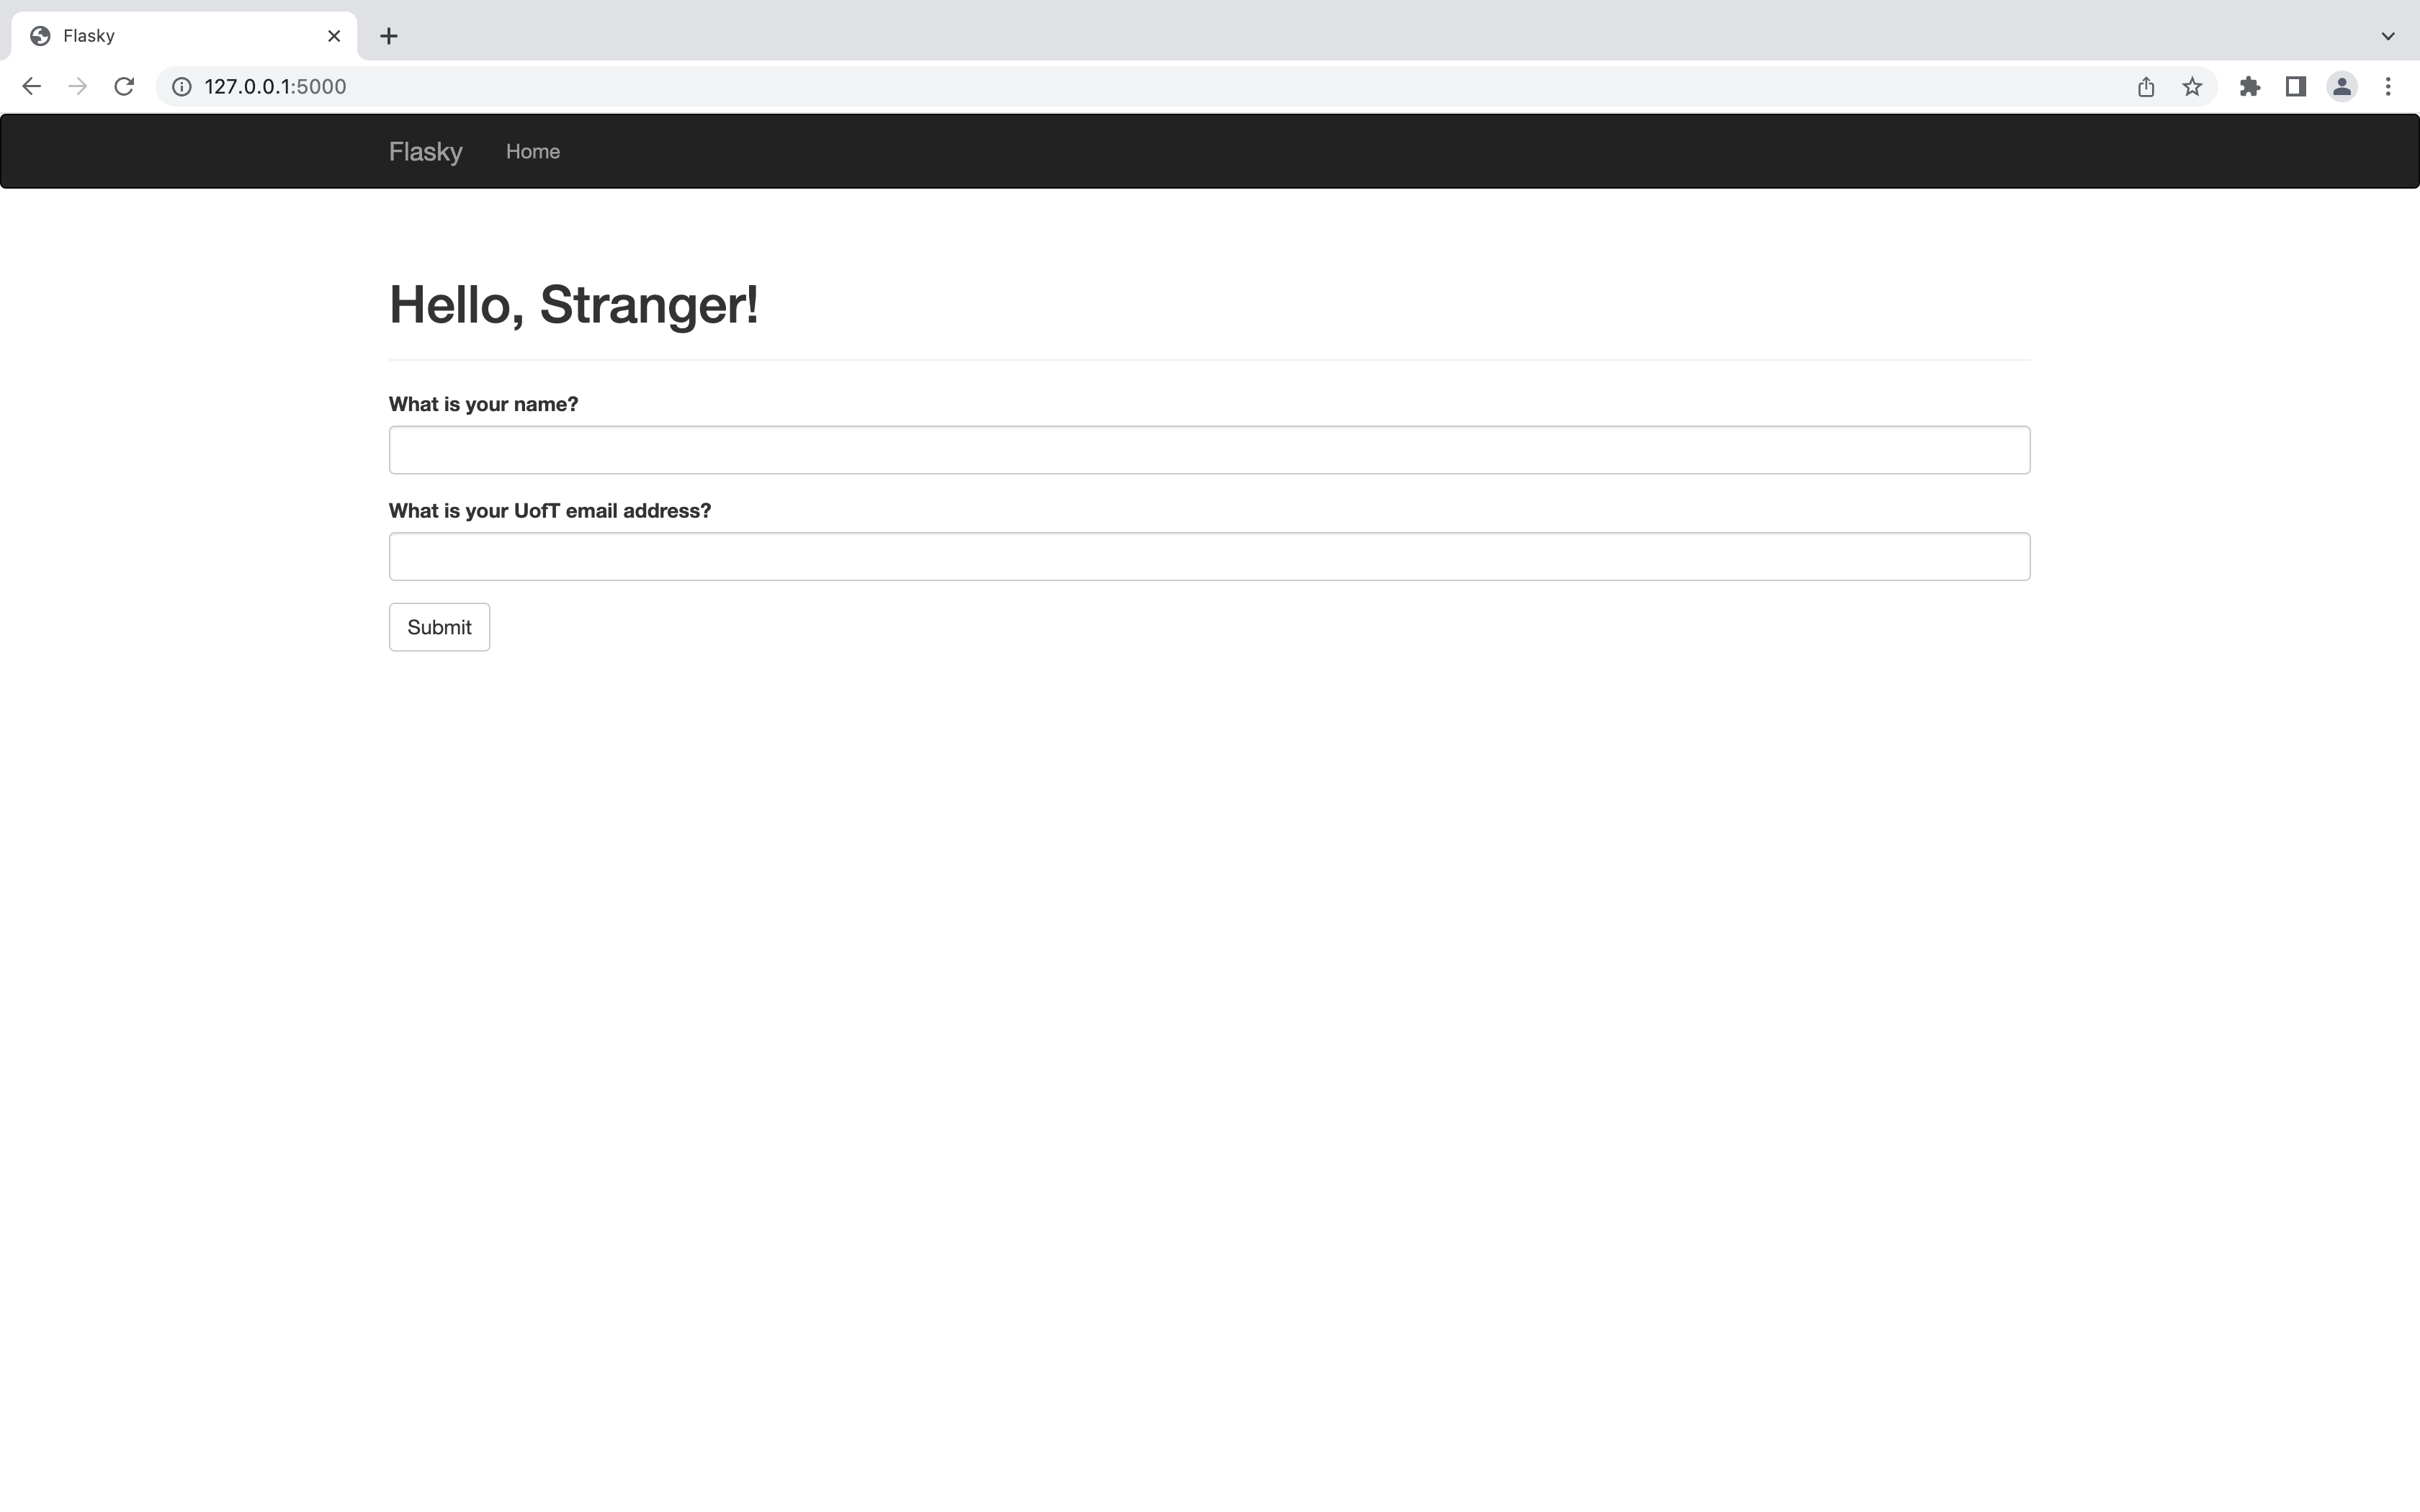 Flasky
127.0.0.1:5000
Flasky Home
Hello, Stranger!
What is your name?
What is your UofT email address?
Submit